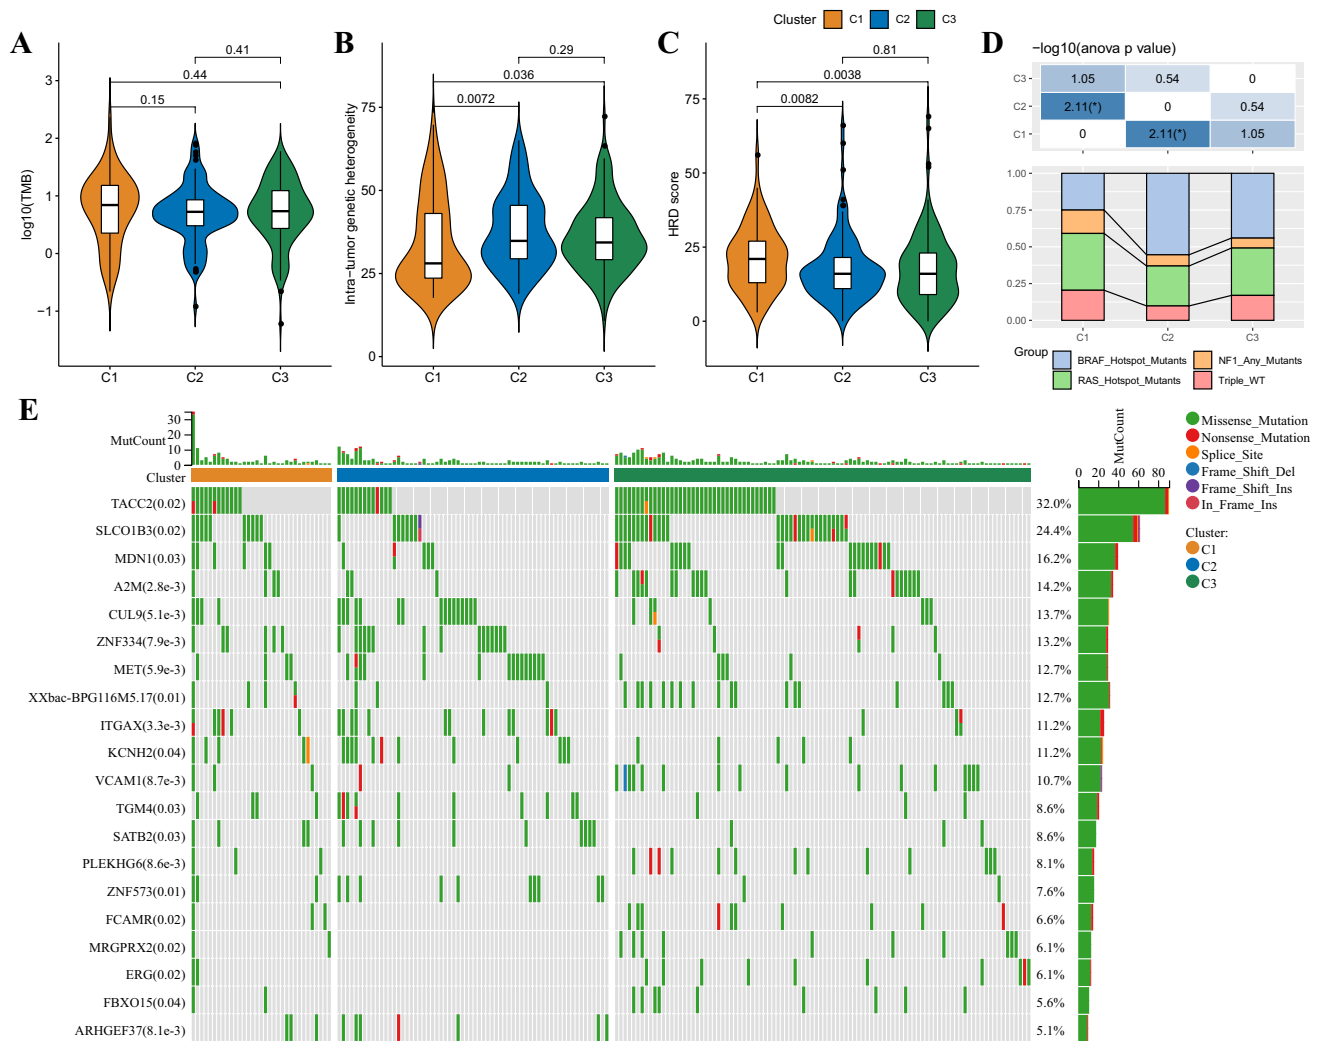 Cluster C1 C2 C3
A
log10(TMB)
3
2
1
0
−1
0.41
0.44
0.15
C1 C2 C3
B
Intra−tumor genetic heterogeneity
75
50
25
0
0.29
0.036
0.0072
C1 C2 C3
C
HRD score
75
50
25
0
0.81
0.0038
0.0082
C1 C2 C3
D
−log10(anova p value)
C3 1.05 0.54 0
C2 2.11(*) 0 0.54
C1 0 2.11(*) 1.05
1.00
0.75
0.50
0.25
0.00
C1 C2 C3
Group
BRAF_Hotspot_Mutants NF1_Any_Mutants
RAS_Hotspot_Mutants Triple_WT
E
MutCount
30
20
10
0
Cluster
MutCount
0 20 40 60 80
TACC2(0.02) 32.0%
SLCO1B3(0.02) 24.4%
MDN1(0.03) 16.2%
A2M(2.8e-3) 14.2%
CUL9(5.1e-3) 13.7%
ZNF334(7.9e-3) 13.2%
MET(5.9e-3) 12.7%
XXbac-BPG116M5.17(0.01) 12.7%
ITGAX(3.3e-3) 11.2%
KCNH2(0.04) 11.2%
VCAM1(8.7e-3) 10.7%
TGM4(0.03) 8.6%
SATB2(0.03) 8.6%
PLEKHG6(8.6e-3) 8.1%
ZNF573(0.01) 7.6%
FCAMR(0.02) 6.6%
MRGPRX2(0.02) 6.1%
ERG(0.02) 6.1%
FBXO15(0.04) 5.6%
ARHGEF37(8.1e-3) 5.1%
Missense_Mutation
Nonsense_Mutation
Splice_Site
Frame_Shift_Del
Frame_Shift_Ins
In_Frame_Ins
Cluster:
C1
C2
C3